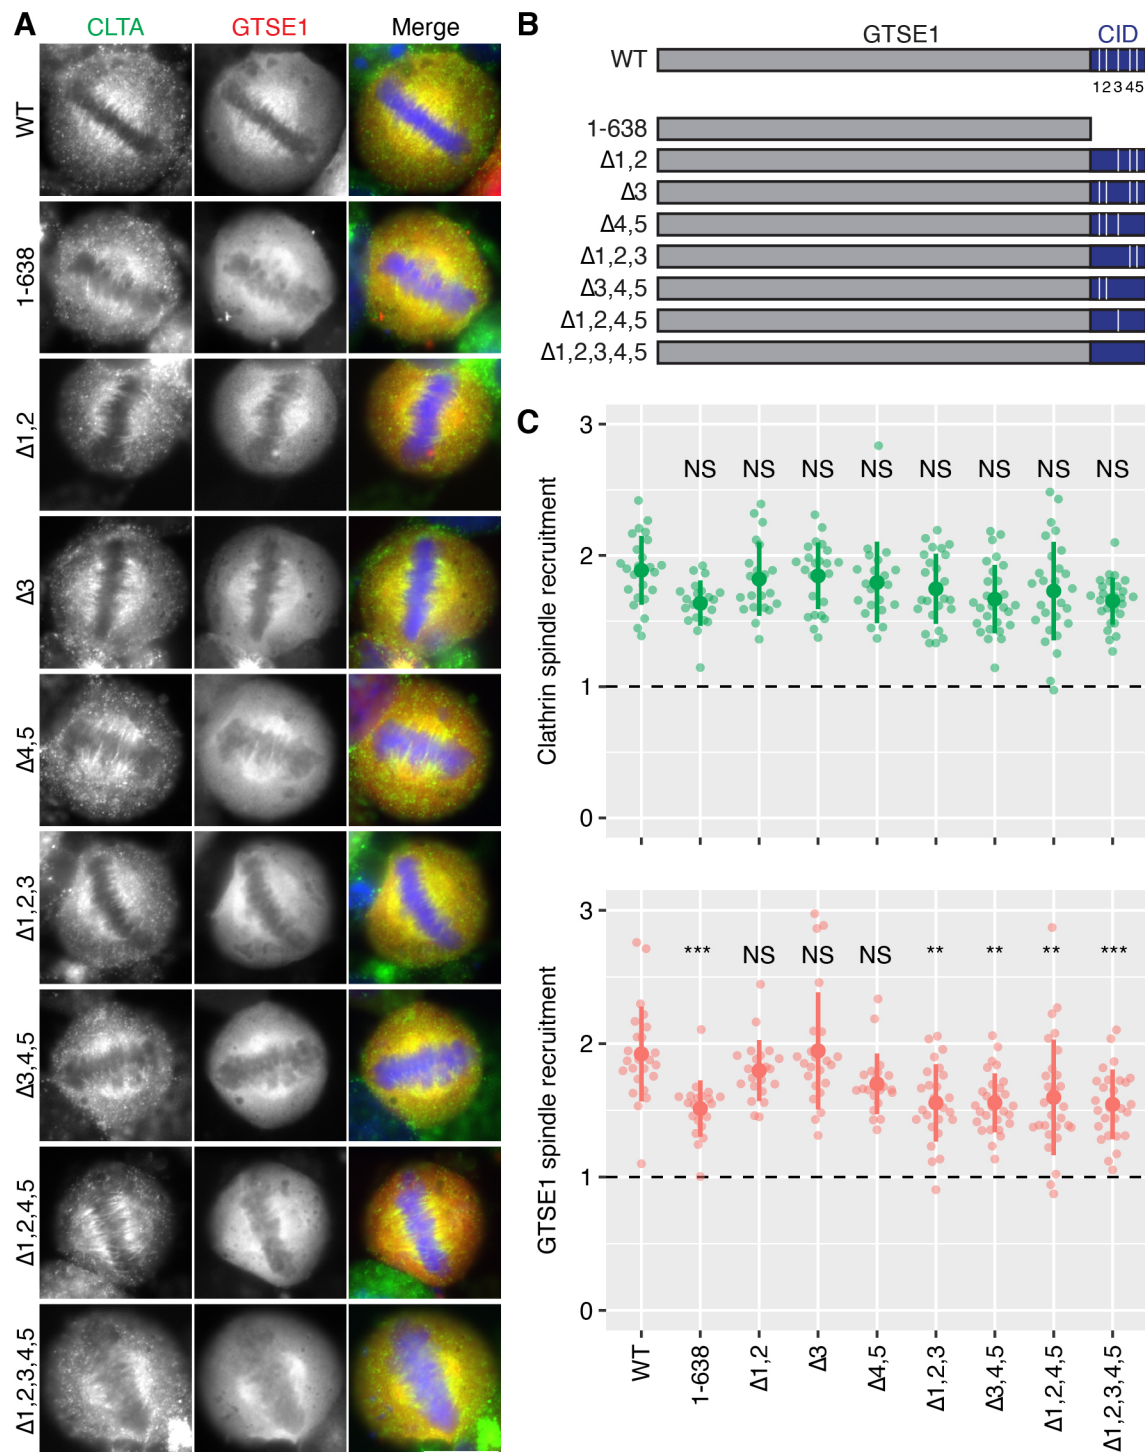 A
CLTA
GTSE1
Merge
WT
1-638
Δ1,2
Δ3
Δ4,5
Δ1,2,3
Δ3,4,5
Δ1,2,4,5
Δ1,2,3,4,5
B
GTSE1
CID
WT
1 2 3 4 5
1-638
Δ1,2
Δ3
Δ4,5
Δ1,2,3
Δ3,4,5
Δ1,2,4,5
Δ1,2,3,4,5
C
Clathrin spindle recruitment
3
2
1
0
NS NS NS NS NS NS NS NS
GTSE1 spindle recruitment
3
2
1
0
*** NS NS NS ** ** ** ***
WT
1-638
Δ1,2
Δ3
Δ4,5
Δ1,2,3
Δ3,4,5
Δ1,2,4,5
Δ1,2,3,4,5